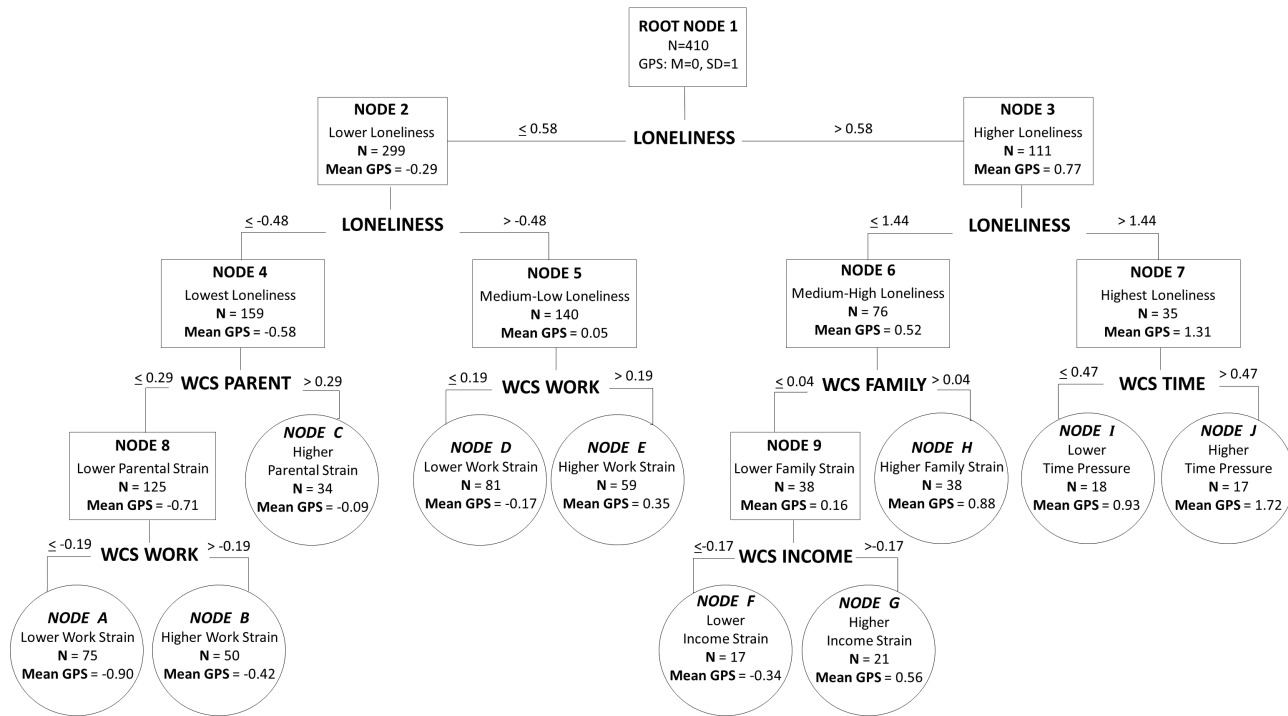 ROOT NODE 1
N=410
GPS: M=0, SD=1
NODE 2
Lower Loneliness
N = 299
Mean GPS = -0.29
≤ 0.58
LONELINESS
> 0.58
NODE 3
Higher Loneliness
N = 111
Mean GPS = 0.77
≤ -0.48
LONELINESS
> -0.48
≤ 1.44
LONELINESS
> 1.44
NODE 4
Lowest Loneliness
N = 159
Mean GPS = -0.58
NODE 5
Medium-Low Loneliness
N = 140
Mean GPS = 0.05
NODE 6
Medium-High Loneliness
N = 76
Mean GPS = 0.52
NODE 7
Highest Loneliness
N = 35
Mean GPS = 1.31
≤ 0.29
WCS PARENT
> 0.29
≤ 0.19
WCS WORK
> 0.19
≤ 0.04
WCS FAMILY
> 0.04
≤ 0.47
WCS TIME
> 0.47
NODE 8
Lower Parental Strain
N = 125
Mean GPS = -0.71
NODE C
Higher
Parental Strain
N = 34
Mean GPS = -0.09
NODE D
Lower Work Strain
N = 81
Mean GPS = -0.17
NODE E
Higher Work Strain
N = 59
Mean GPS = 0.35
NODE 9
Lower Family Strain
N = 38
Mean GPS = 0.16
NODE H
Higher Family Strain
N = 38
Mean GPS = 0.88
NODE I
Lower
Time Pressure
N = 18
Mean GPS = 0.93
NODE J
Higher
Time Pressure
N = 17
Mean GPS = 1.72
≤ -0.19
WCS WORK
> -0.19
≤-0.17
WCS INCOME
>-0.17
NODE A
Lower Work Strain
N = 75
Mean GPS = -0.90
NODE B
Higher Work Strain
N = 50
Mean GPS = -0.42
NODE F
Lower
Income Strain
N = 17
Mean GPS = -0.34
NODE G
Higher
Income Strain
N = 21
Mean GPS = 0.56